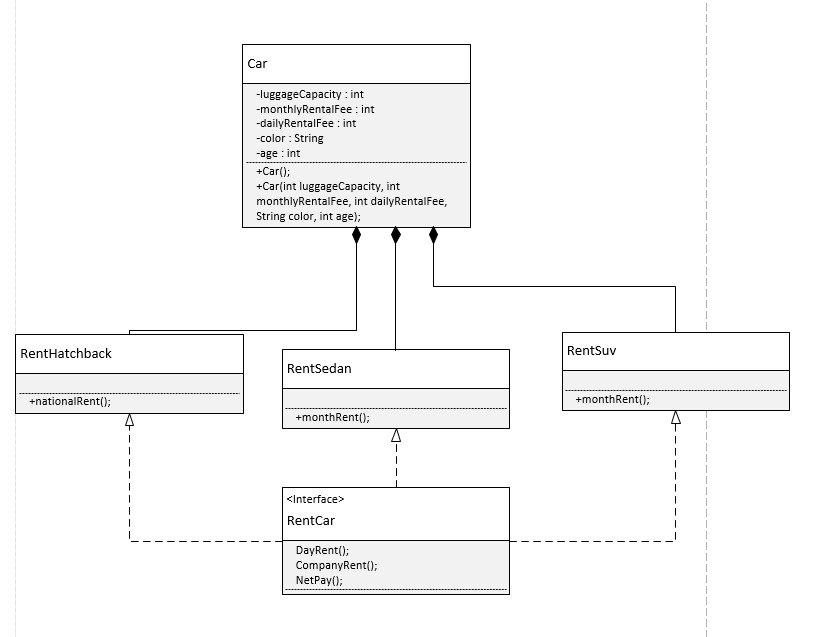 Car
-luggageCapacity : int
-monthlyRentalFee : int
-dailyRentalFee : int
-color : String
-age : int
+Car();
+Car(int luggageCapacity, int
monthlyRentalFee, int dailyRentalFee,
String color, int age);
RentHatchback
+nationalRent();
RentSedan
+monthRent();
RentSuv
+monthRent();
<Interface>
RentCar
DayRent();
CompanyRent();
NetPay();